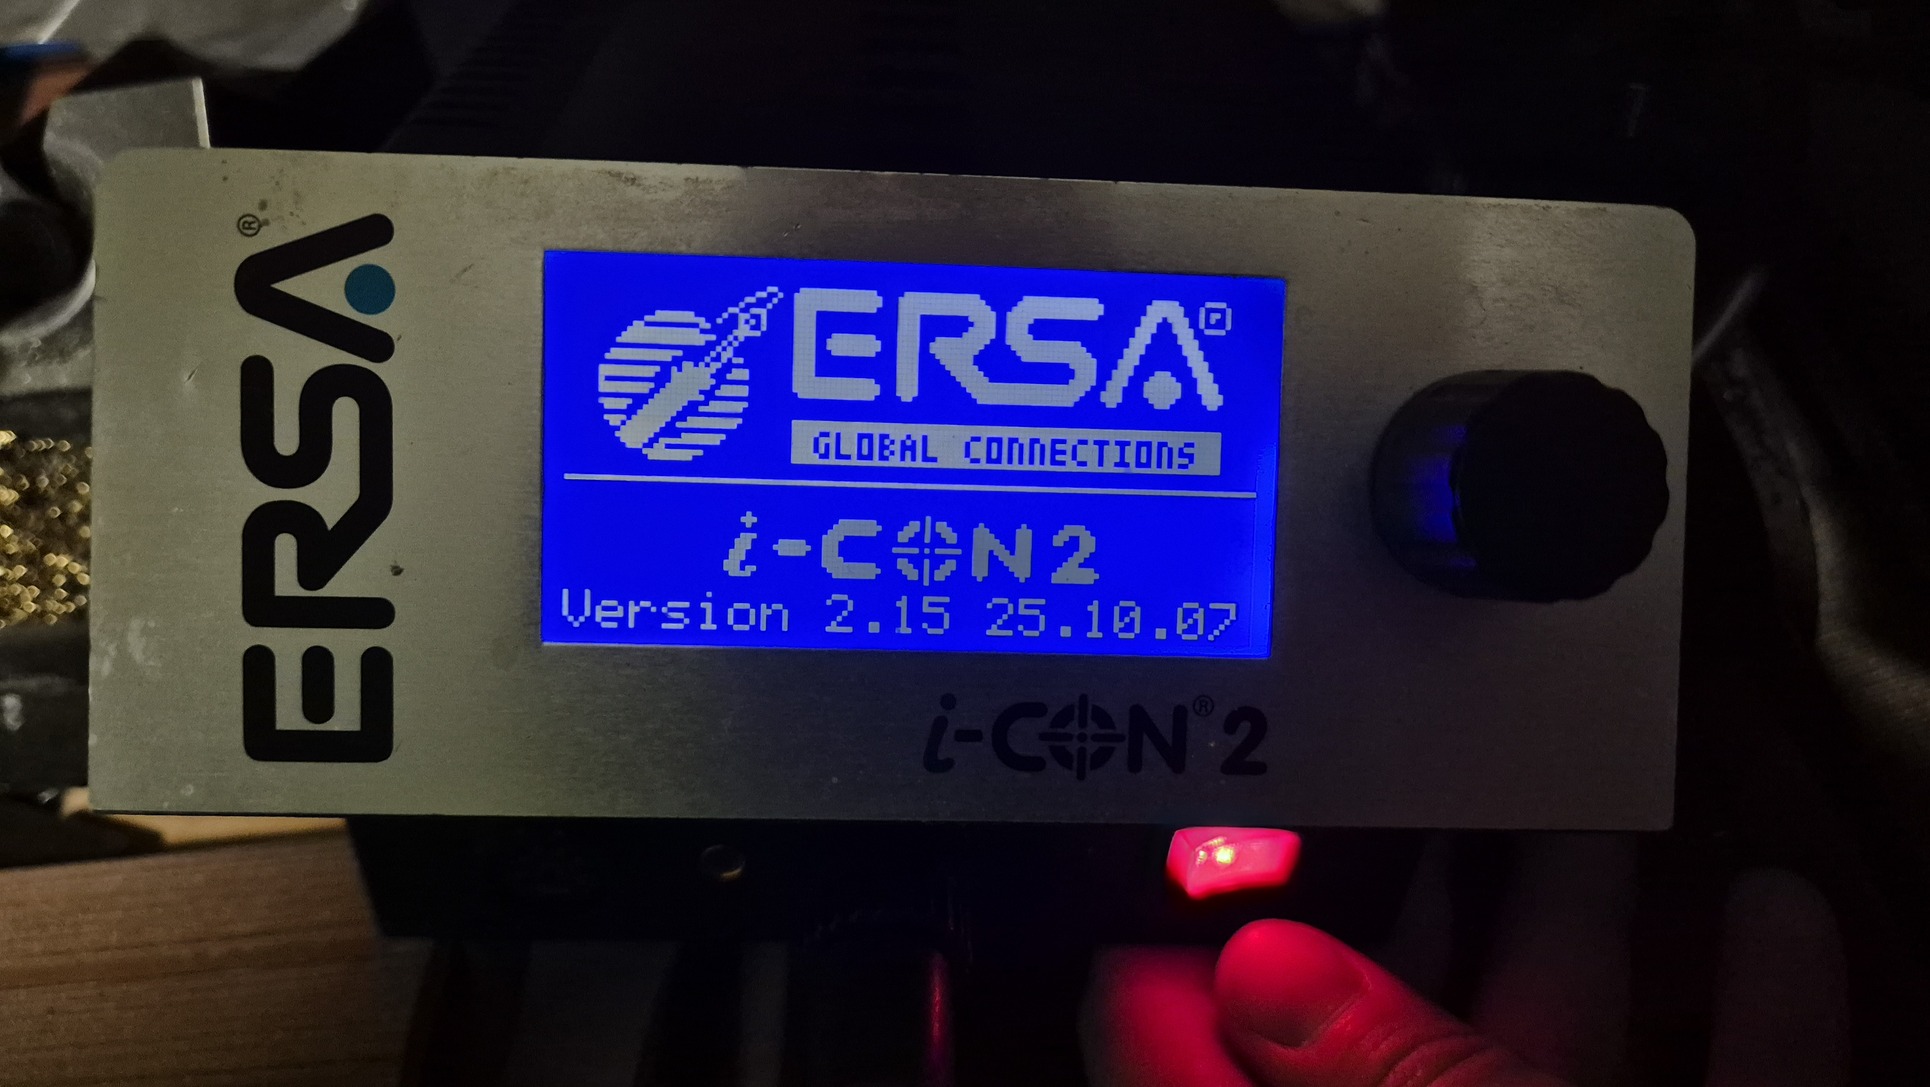 ERSA®
ERSA®
GLOBAL CONNECTIONS
i-CON2
Version 2.15 25.10.07
i-CON® 2